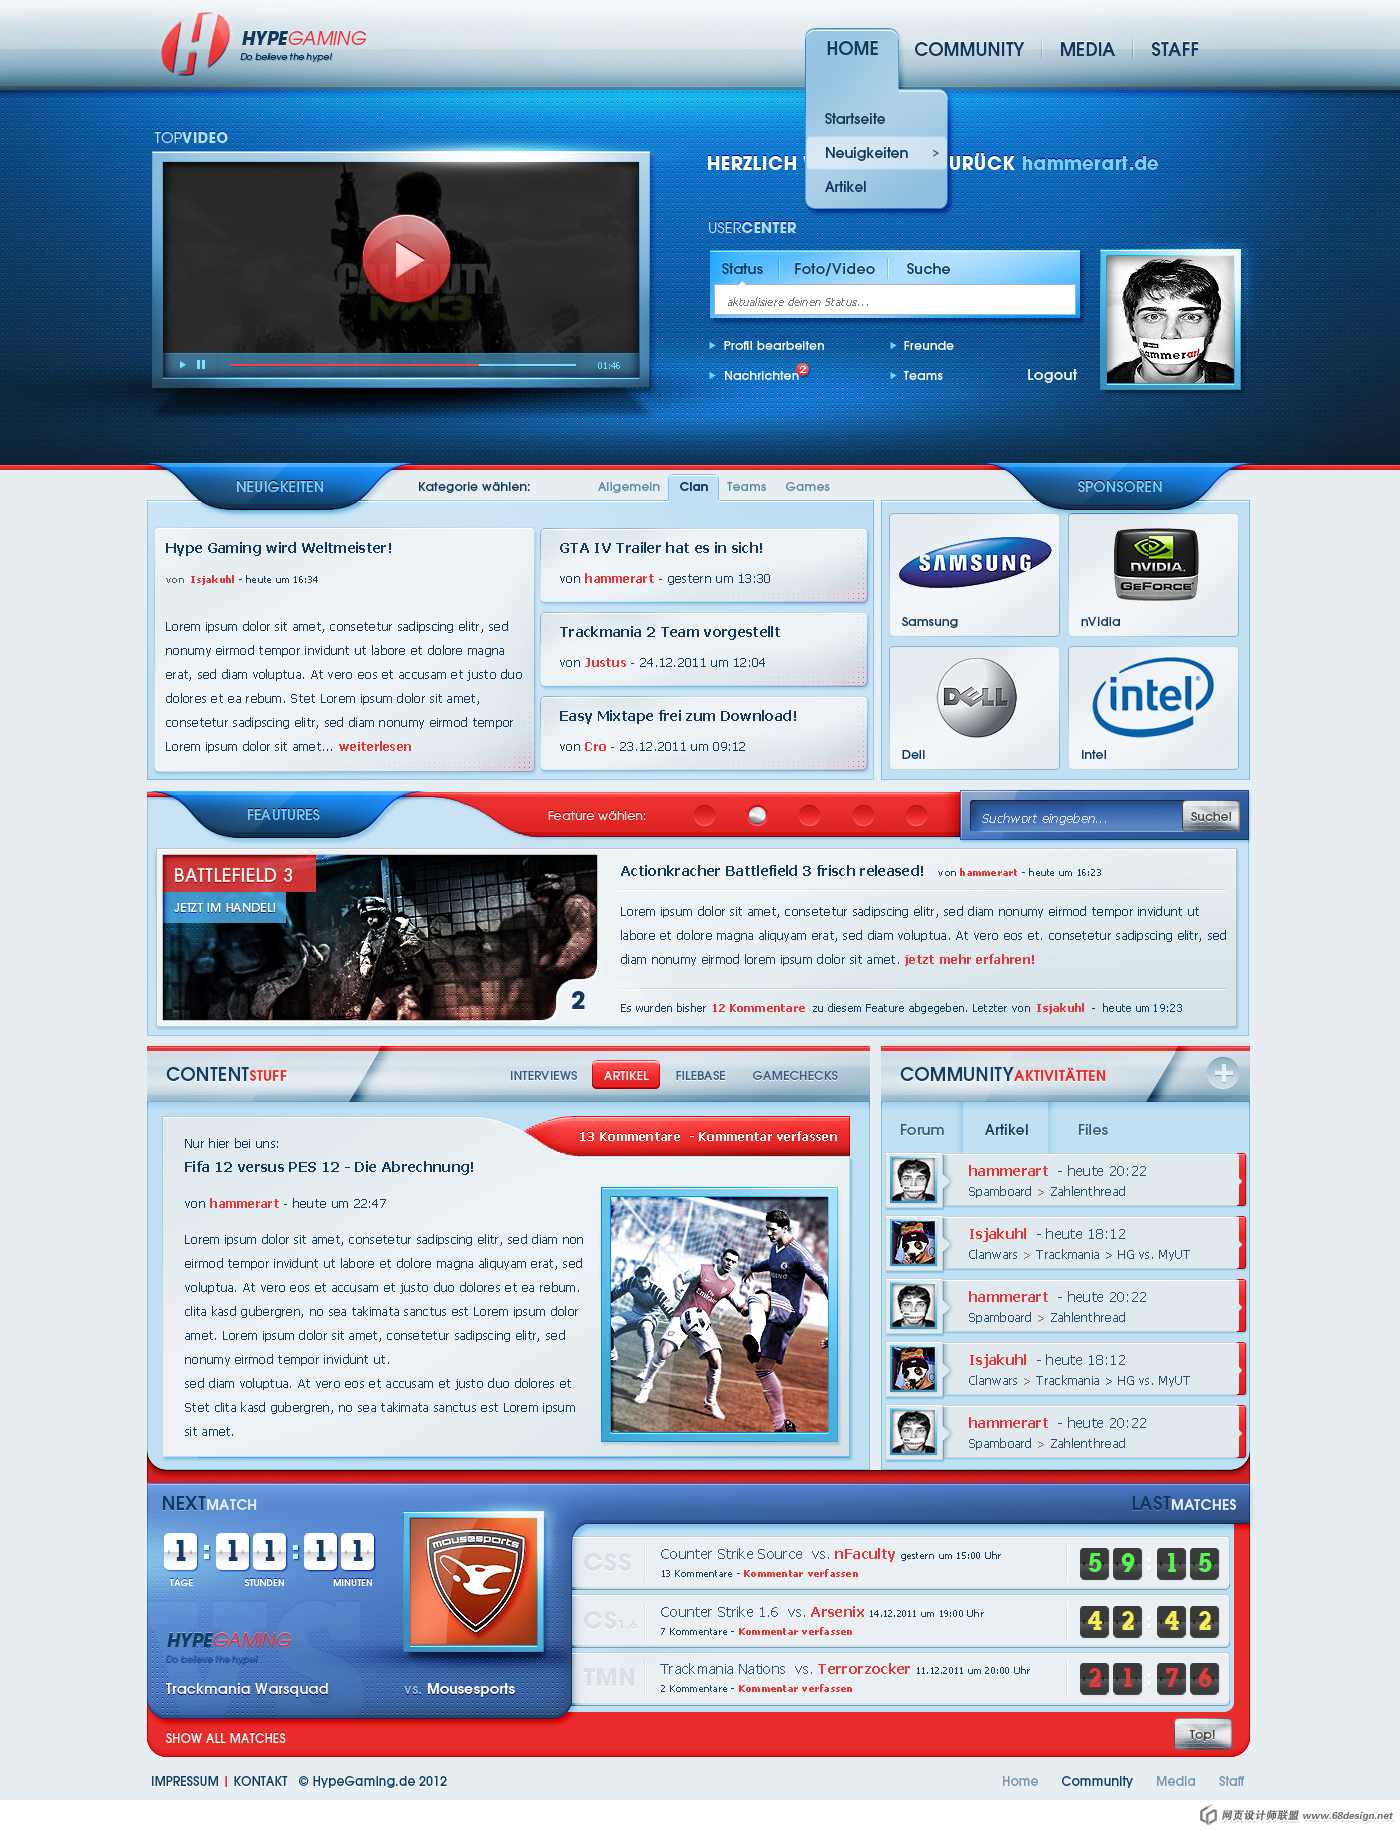 HYPEGAMING
Do believe the hype!
HOME
COMMUNITY
MEDIA
STAFF
Startseite
Neuigkeiten >
Artikel
TOPVIDEO
CALL OF DUTY
MW3
01:46
HERZLICH
URÜCK hammerart.de
USERCENTER
Status
Foto/Video
Suche
aktualisiere deinen Status...
Profil bearbeiten
Freunde
Nachrichten 2
Teams
Logout
hammerart
NEUIGKEITEN
Kategorie wählen:
Allgemein
Clan
Teams
Games
SPONSOREN
Hype Gaming wird Weltmeister!
von Isjakuhl - heute um 16:34
Lorem ipsum dolor sit amet, consetetur sadipscing elitr, sed
nonumy eirmod tempor invidunt ut labore et dolore magna
erat, sed diam voluptua. At vero eos et accusam et justo duo
dolores et ea rebum. Stet Lorem ipsum dolor sit amet,
consetetur sadipscing elitr, sed diam nonumy eirmod tempor
Lorem ipsum dolor sit amet... weiterlesen
GTA IV Trailer hat es in sich!
von hammerart - gestern um 13:30
Trackmania 2 Team vorgestellt
von Justus - 24.12.2011 um 12:04
Easy Mixtape frei zum Download!
von Cro - 23.12.2011 um 09:12
SAMSUNG
Samsung
NVIDIA.
GEFORCE
nVidia
DELL
Dell
intel
Intel
FEAUTURES
Feature wählen:
Suchwort eingeben...
Suche!
BATTLEFIELD 3
JETZT IM HANDEL!
2
Actionkracher Battlefield 3 frisch released! von hammerart - heute um 16:23
Lorem ipsum dolor sit amet, consetetur sadipscing elitr, sed diam nonumy eirmod tempor invidunt ut
labore et dolore magna aliquyam erat, sed diam voluptua. At vero eos et. consetetur sadipscing elitr, sed
diam nonumy eirmod lorem ipsum dolor sit amet. jetzt mehr erfahren!
Es wurden bisher 12 Kommentare zu diesem Feature abgegeben. Letzter von Isjakuhl - heute um 19:23
CONTENTSTUFF
INTERVIEWS
ARTIKEL
FILEBASE
GAMECHECKS
13 Kommentare - Kommentar verfassen
Nur hier bei uns:
Fifa 12 versus PES 12 - Die Abrechnung!
von hammerart - heute um 22:47
Lorem ipsum dolor sit amet, consetetur sadipscing elitr, sed diam non
eirmod tempor invidunt ut labore et dolore magna aliquyam erat, sed
voluptua. At vero eos et accusam et justo duo dolores et ea rebum.
clita kasd gubergren, no sea takimata sanctus est Lorem ipsum dolor
amet. Lorem ipsum dolor sit amet, consetetur sadipscing elitr, sed
nonumy eirmod tempor invidunt ut.
sed diam voluptua. At vero eos et accusam et justo duo dolores et
Stet clita kasd gubergren, no sea takimata sanctus est Lorem ipsum
sit amet.
COMMUNITYAKTIVITÄTTEN
Forum
Artikel
Files
hammerart - heute 20:22
Spamboard > Zahlenthread
Isjakuhl - heute 18:12
Clanwars > Trackmania > HG vs. MyUT
hammerart - heute 20:22
Spamboard > Zahlenthread
Isjakuhl - heute 18:12
Clanwars > Trackmania > HG vs. MyUT
hammerart - heute 20:22
Spamboard > Zahlenthread
NEXTMATCH
1 : 1 1 : 1 1
TAGE
STUNDEN
MINUTEN
VS
HYPEGAMING
Do believe the hype!
Trackmania Warsquad
mousesports
vs. Mousesports
LASTMATCHES
CSS
Counter Strike Source vs. nFaculty gestern um 15:00 Uhr
13 Kommentare - Kommentar verfassen
5 9 : 1 5
CS1.6
Counter Strike 1.6 vs. Arsenix 14.12.2011 um 19:00 Uhr
7 Kommentare - Kommentar verfassen
4 2 : 4 2
TMN
Trackmania Nations vs. Terrorzocker 11.12.2011 um 20:00 Uhr
2 Kommentare - Kommentar verfassen
2 1 : 7 6
SHOW ALL MATCHES
Top!
IMPRESSUM | KONTAKT © HypeGaming.de 2012
Home
Community
Media
Staff
网页设计师联盟 www.68design.net